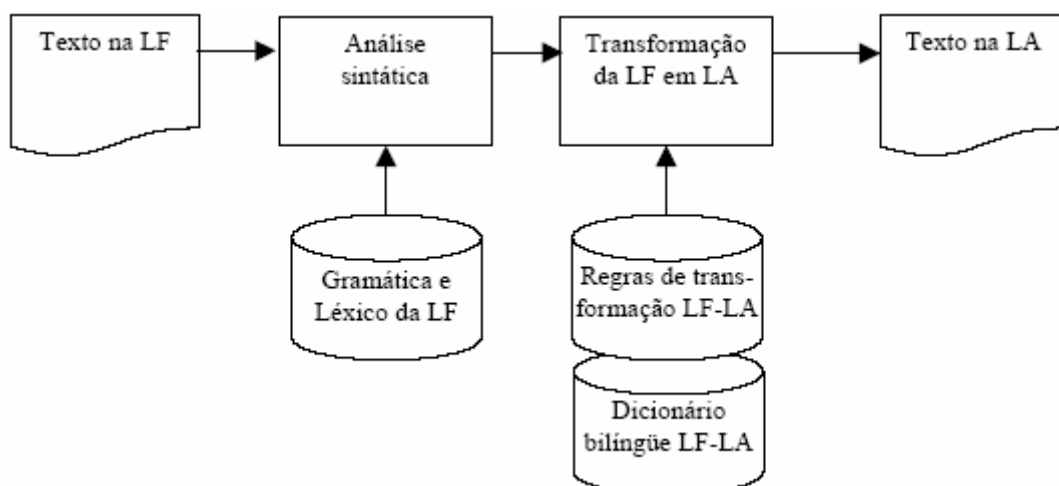 Texto na LF
Análise
sintática
Transformação
da LF em LA
Texto na LA
Gramática e
Léxico da LF
Regras de trans-
formação LF-LA
Dicionário
bilíngüe LF-LA